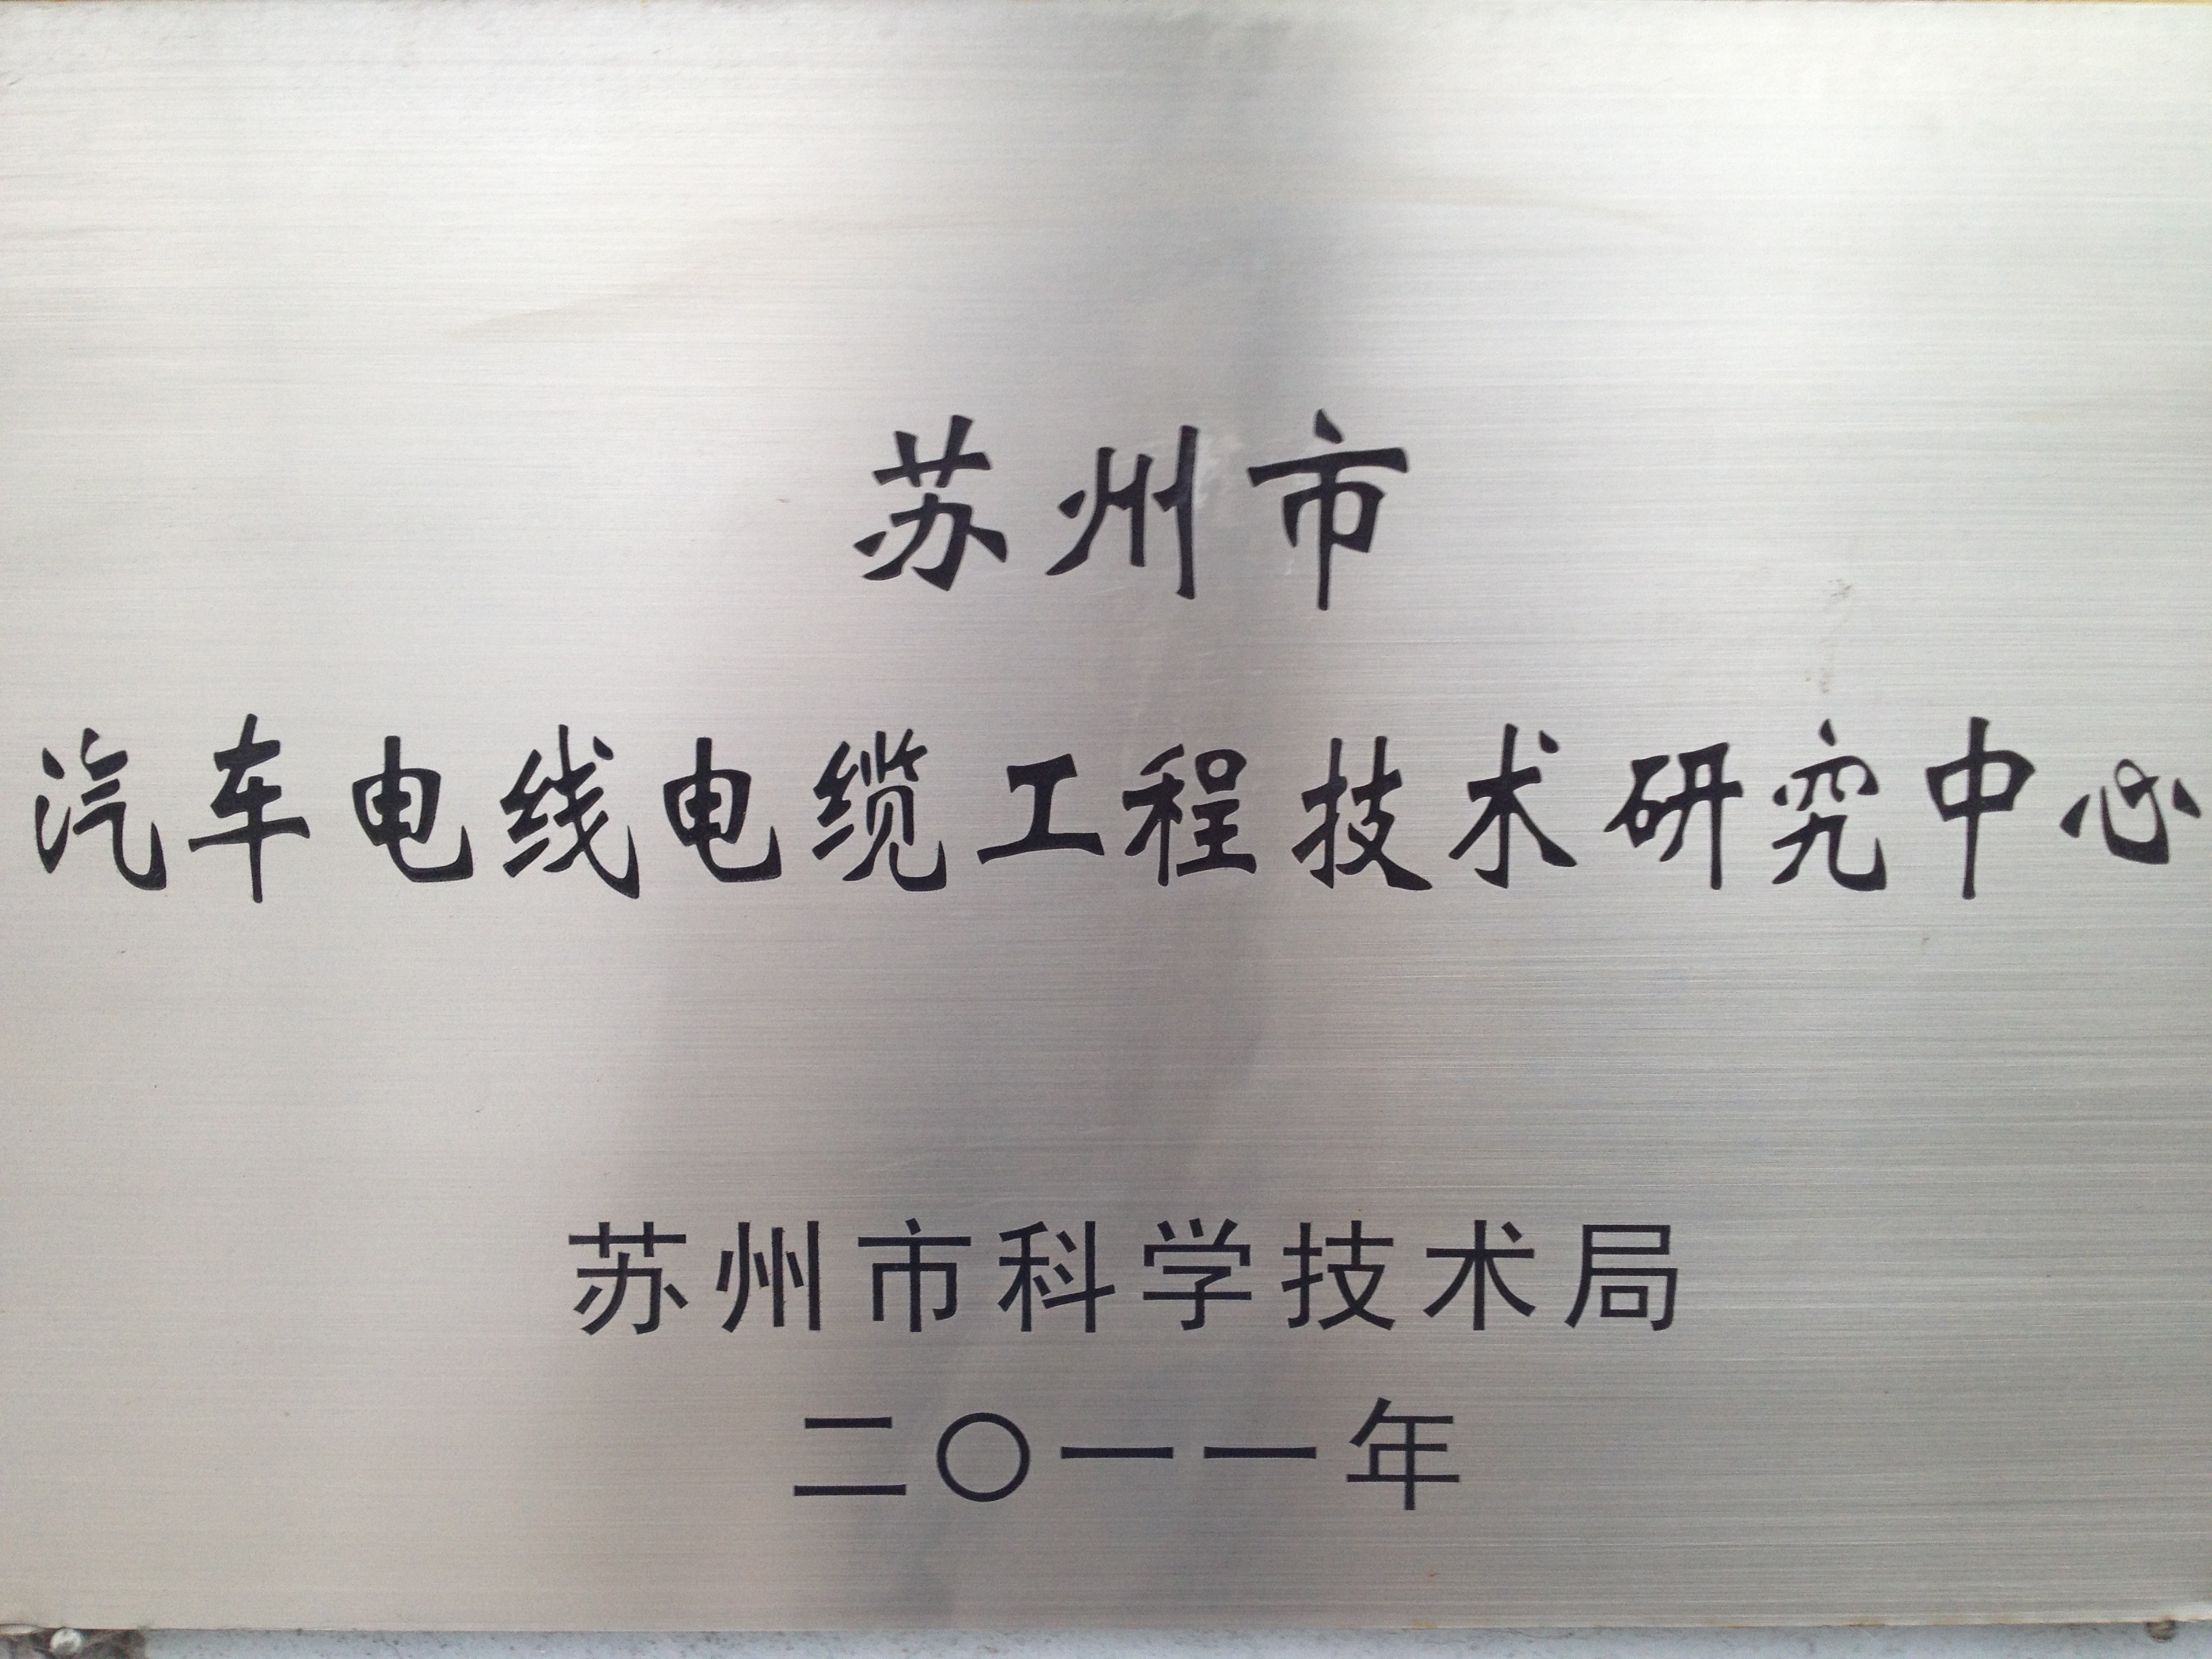 苏州市
汽车电线电缆工程技术研究中心
苏州市科学技术局
二〇一一年